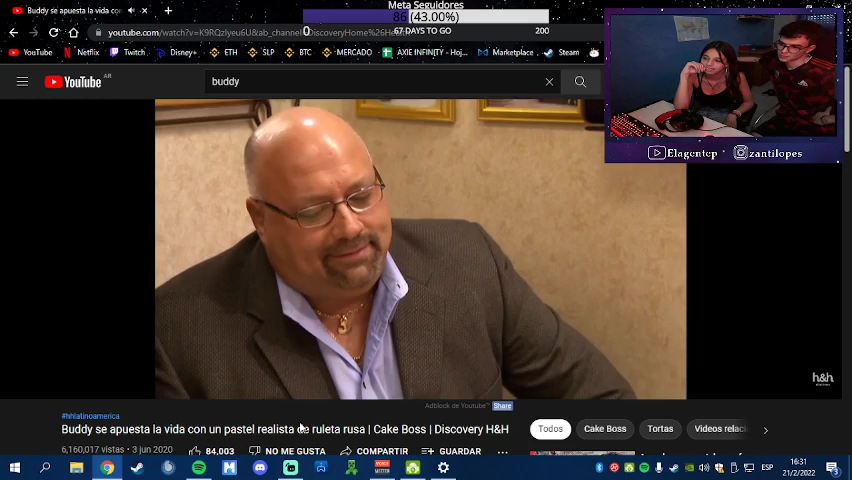 Meta Seguidores
86 (43.00%)
0
67 DAYS TO GO
200
Buddy se apuesta la vida con
youtube.com/watch?v=K9RQziyeu6U&ab_channel=DiscoveryHome%26He
YouTube
Netflix
Twitch
Disney+
ETH
SLP
BTC
MERCADO
AXIE INFINITY - Hoj...
Marketplace
Steam
YouTube
AR
buddy
Elagentep
zantilopes
h&h
Adblock de Youtube™
Share
#hhlatinoamerica
Buddy se apuesta la vida con un pastel realista de ruleta rusa | Cake Boss | Discovery H&H
Todos
Cake Boss
Tortas
Videos relaci
6,160,017 vistas • 3 jun 2020
84,003
NO ME GUSTA
COMPARTIR
GUARDAR
ESP
16:31
21/2/2022
3